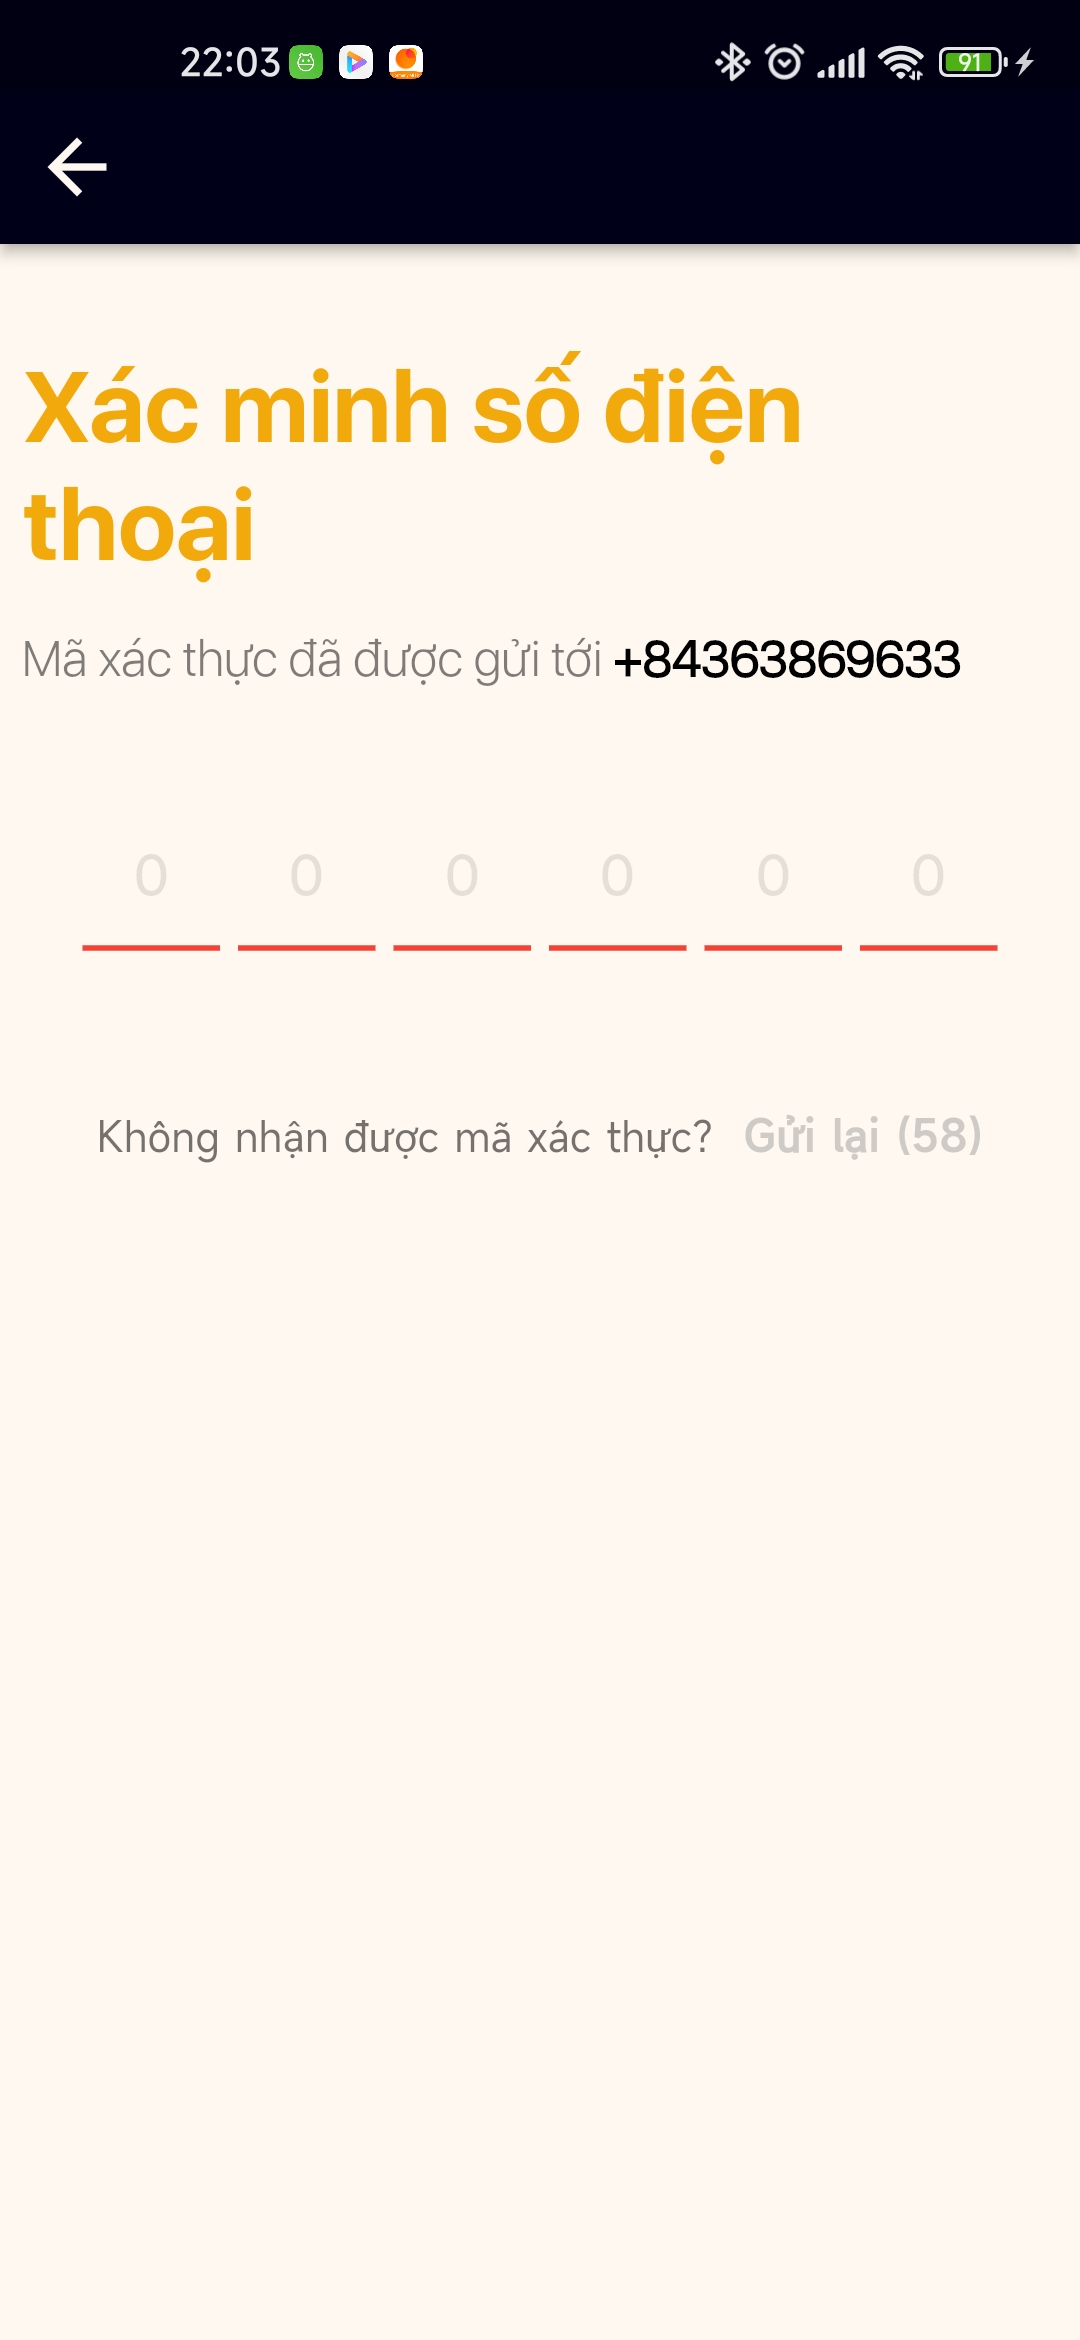 22:03
91
Xác minh số điện
thoại
Mã xác thực đã được gửi tới +84363869633
0 0 0 0 0 0
Không nhận được mã xác thực? Gửi lại (58)